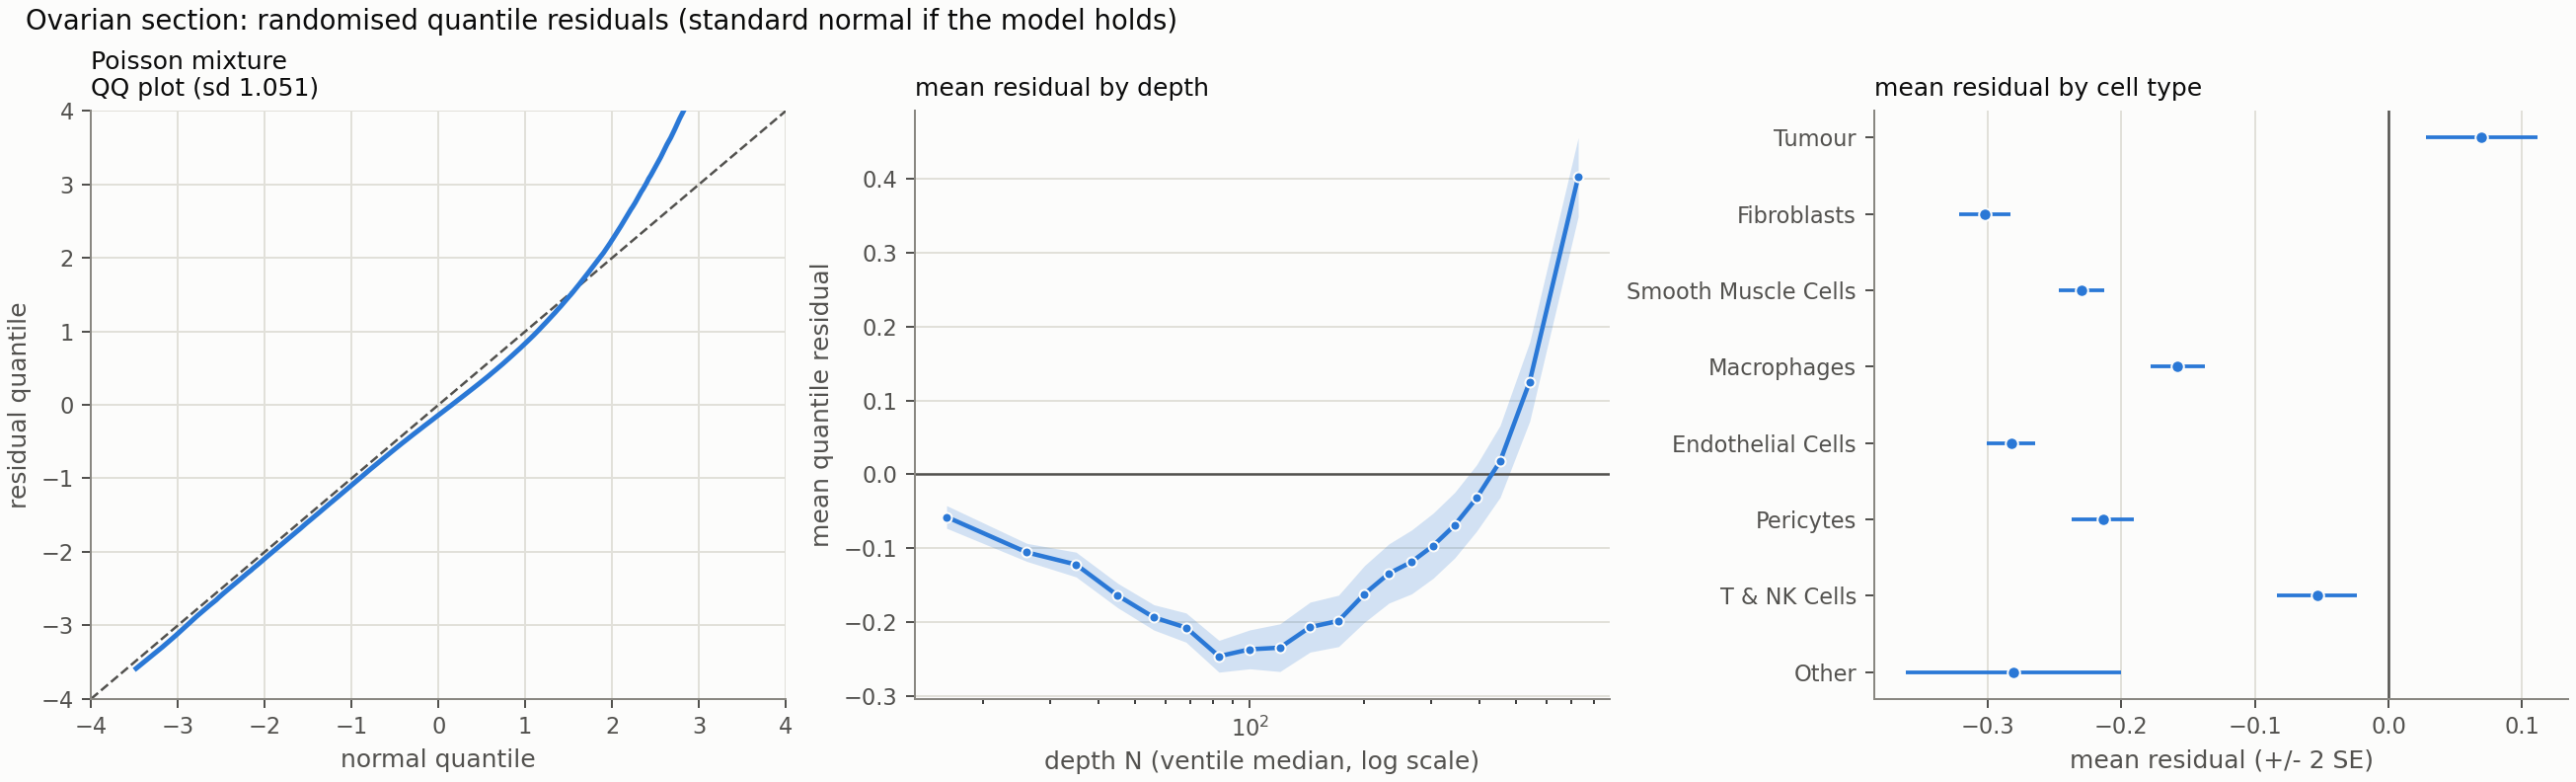 Ovarian section: randomised quantile residuals (standard normal if the model holds)
Poisson mixture
QQ plot (sd 1.051)
4
3
2
1
0
−1
−2
−3
−4
residual quantile
−4 −3 −2 −1 0 1 2 3 4
normal quantile
mean residual by depth
0.4
0.3
0.2
0.1
0.0
−0.1
−0.2
−0.3
mean quantile residual
10²
depth N (ventile median, log scale)
mean residual by cell type
Tumour
Fibroblasts
Smooth Muscle Cells
Macrophages
Endothelial Cells
Pericytes
T & NK Cells
Other
−0.3 −0.2 −0.1 0.0 0.1
mean residual (+/- 2 SE)